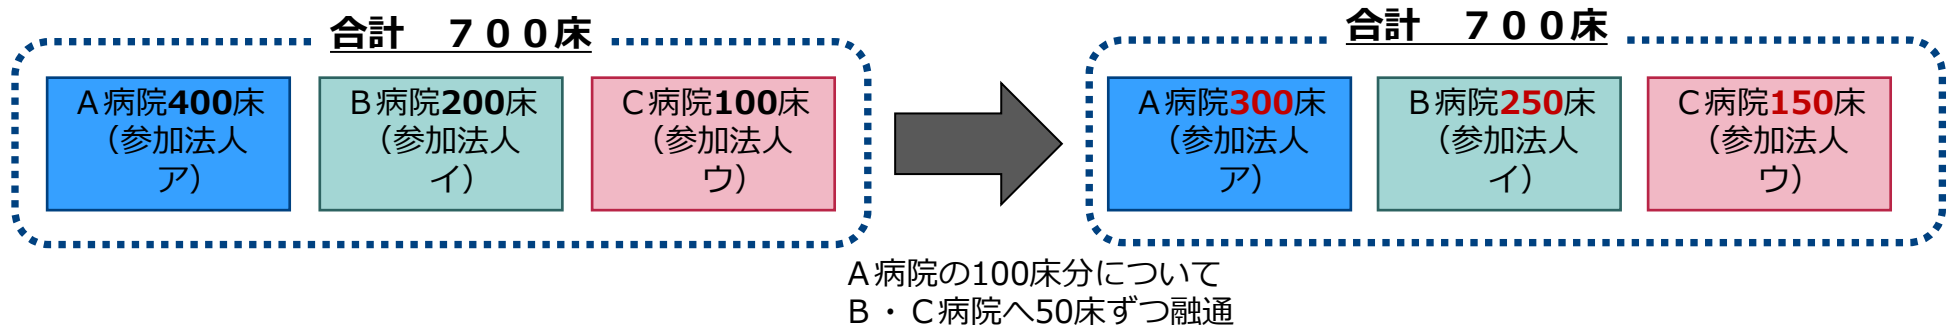 合計　７００床
Ａ病院400床
（参加法人
ア）
Ｂ病院200床
（参加法人
イ）
Ｃ病院100床
（参加法人
ウ）
合計　７００床
Ａ病院300床
（参加法人
ア）
Ｂ病院250床
（参加法人
イ）
Ｃ病院150床
（参加法人
ウ）
Ａ病院の100床分について
Ｂ・Ｃ病院へ50床ずつ融通